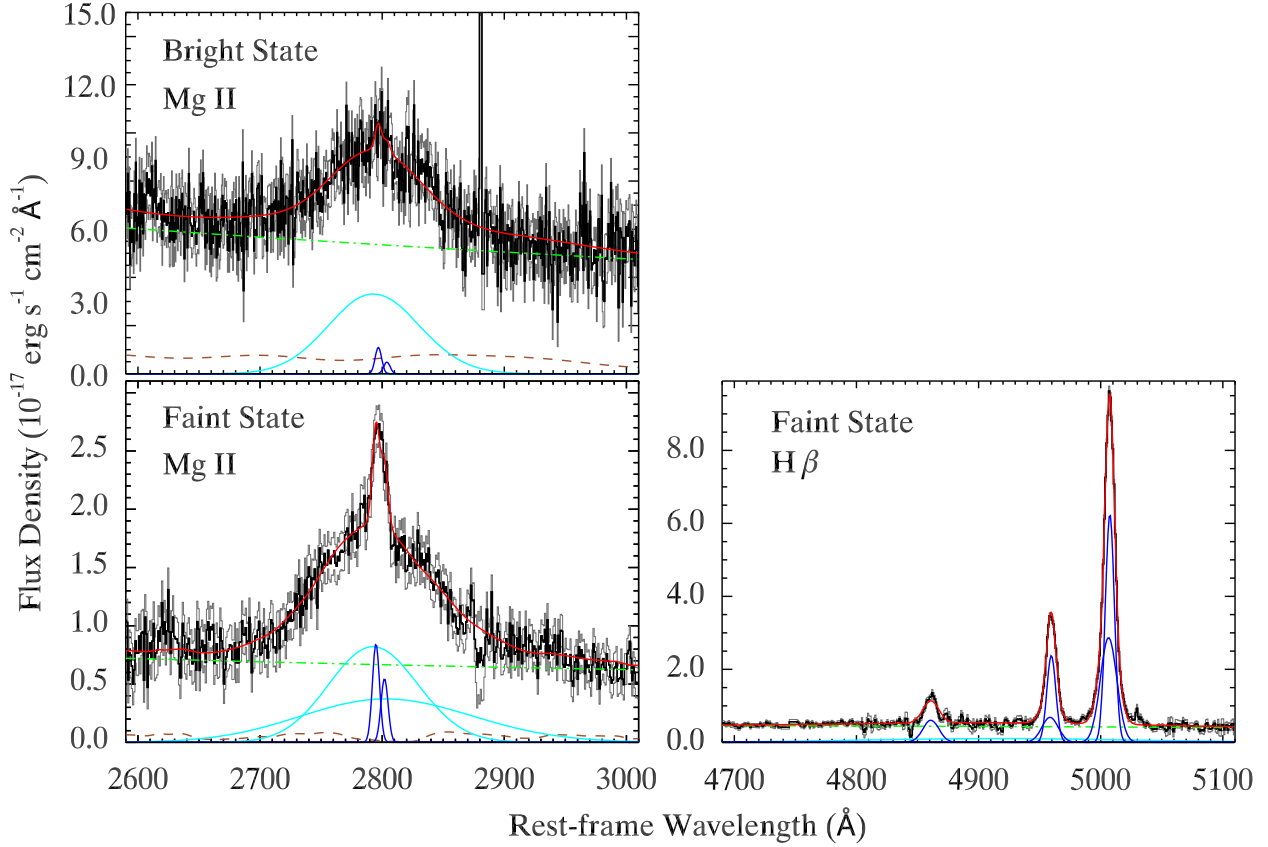 15.0
12.0
9.0
6.0
3.0
0.0
Bright State
Mg II
2.5
2.0
1.5
1.0
0.5
0.0
Faint State
Mg II
8.0
6.0
4.0
2.0
0.0
Faint State
H β
2600 2700 2800 2900 3000
4700 4800 4900 5000 5100
Flux Density (10⁻¹⁷ erg s⁻¹ cm⁻² Å⁻¹)
Rest-frame Wavelength (Å)